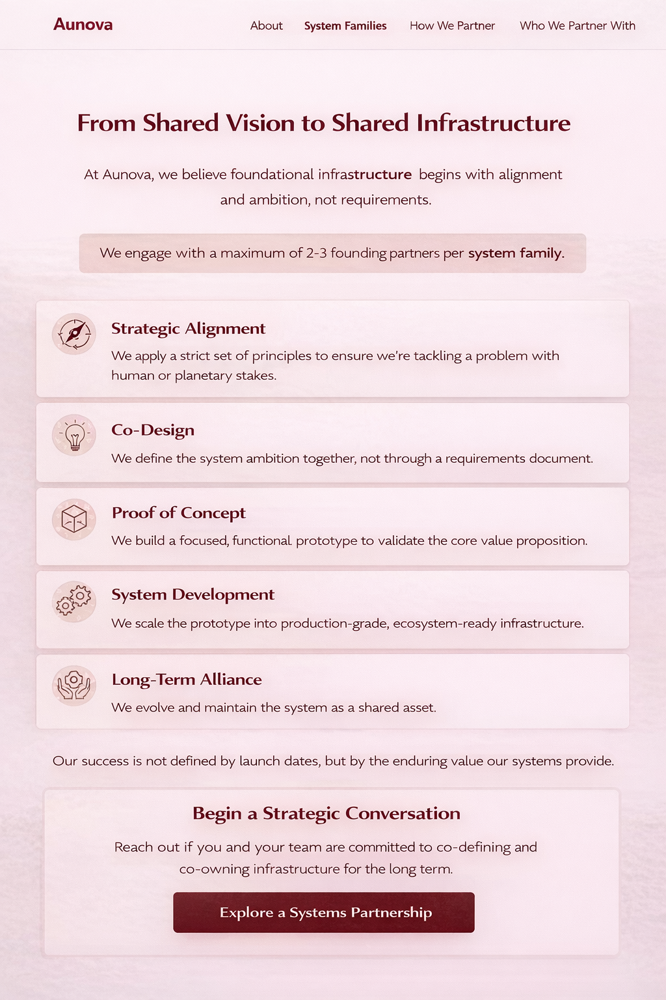 Aunova
About System Families How We Partner Who We Partner With
From Shared Vision to Shared Infrastructure
At Aunova, we believe foundational infrastructure begins with alignment
and ambition, not requirements.
We engage with a maximum of 2-3 founding partners per system family.
Strategic Alignment
We apply a strict set of principles to ensure we're tackling a problem with
human or planetary stakes.
Co-Design
We define the system ambition together, not through a requirements document.
Proof of Concept
We build a focused, functional prototype to validate the core value proposition.
System Development
We scale the prototype into production-grade, ecosystem-ready infrastructure.
Long-Term Alliance
We evolve and maintain the system as a shared asset.
Our success is not defined by launch dates, but by the enduring value our systems provide.
Begin a Strategic Conversation
Reach out if you and your team are committed to co-defining and
co-owning infrastructure for the long term.
Explore a Systems Partnership